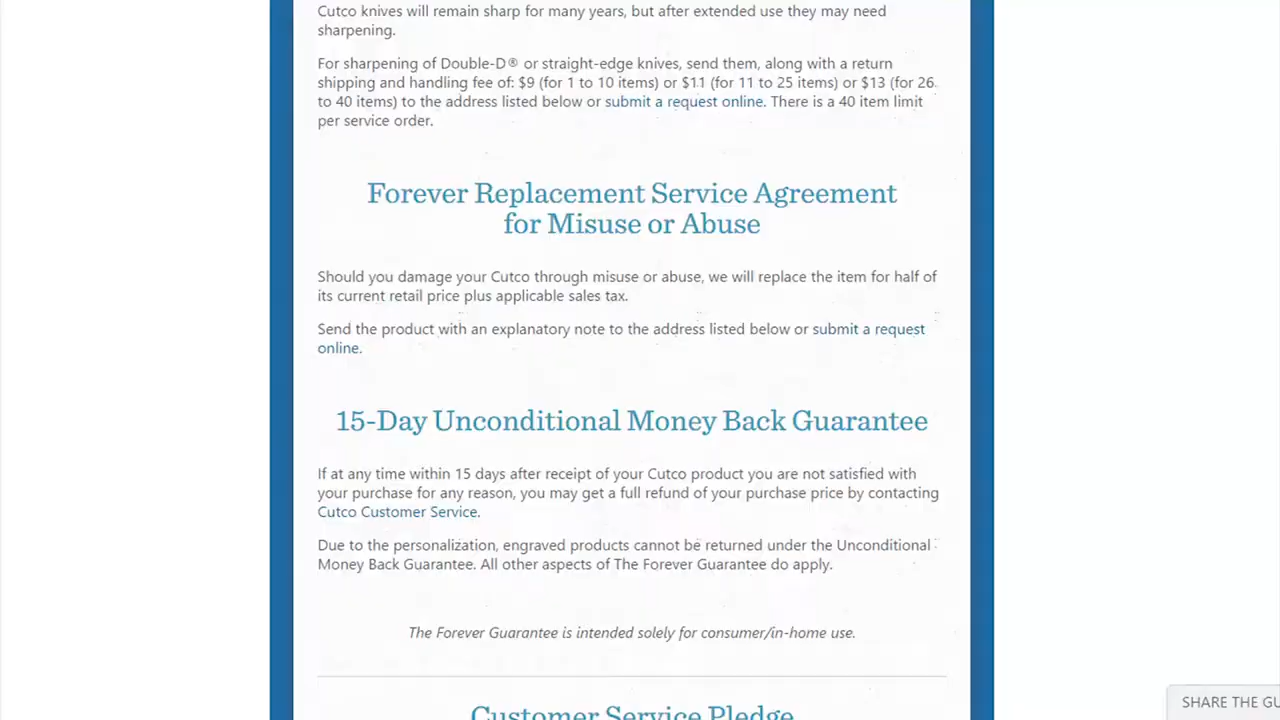 Cutco knives will remain sharp for many years, but after extended use they may need
sharpening.
For sharpening of Double-D® or straight-edge knives, send them, along with a return
shipping and handling fee of: $9 (for 1 to 10 items) or $11 (for 11 to 25 items) or $13 (for 26
to 40 items) to the address listed below or submit a request online. There is a 40 item limit
per service order.
Forever Replacement Service Agreement
for Misuse or Abuse
Should you damage your Cutco through misuse or abuse, we will replace the item for half of
its current retail price plus applicable sales tax.
Send the product with an explanatory note to the address listed below or submit a request
online.
15-Day Unconditional Money Back Guarantee
If at any time within 15 days after receipt of your Cutco product you are not satisfied with
your purchase for any reason, you may get a full refund of your purchase price by contacting
Cutco Customer Service.
Due to the personalization, engraved products cannot be returned under the Unconditional
Money Back Guarantee. All other aspects of The Forever Guarantee do apply.
The Forever Guarantee is intended solely for consumer/in-home use.
Customer Service Pledge
SHARE THE GU